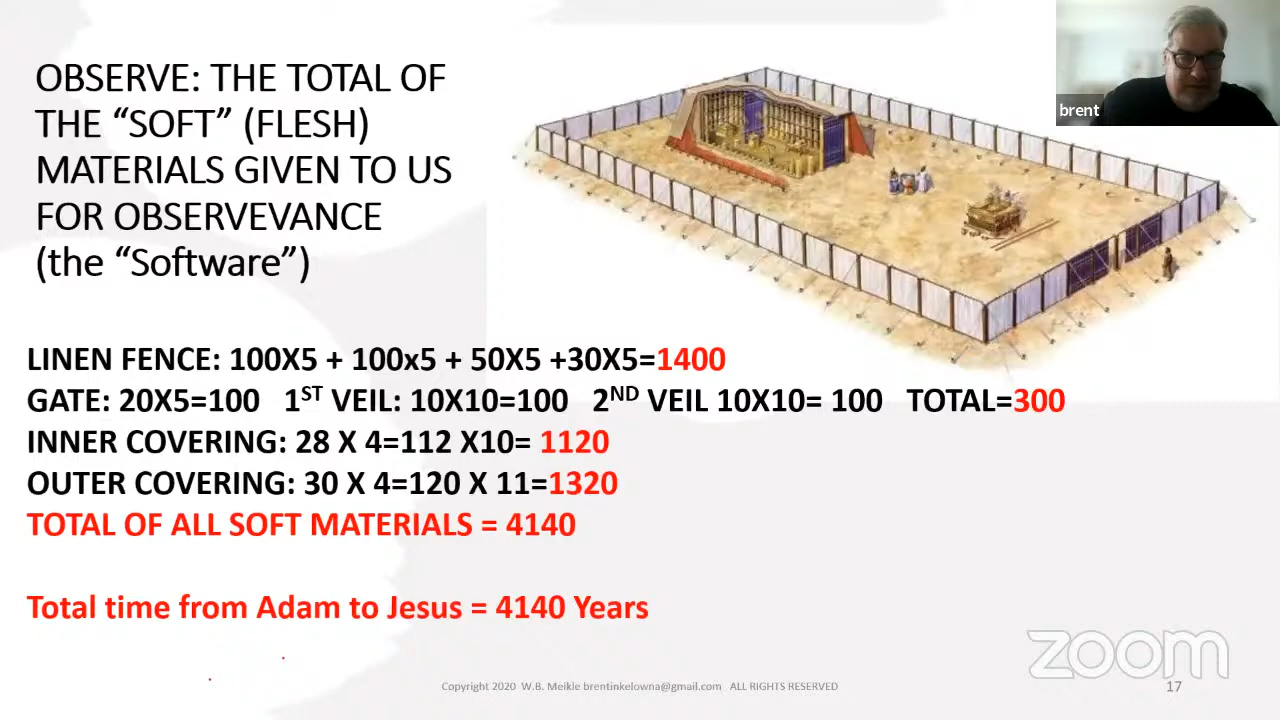 OBSERVE: THE TOTAL OF
THE “SOFT” (FLESH)
MATERIALS GIVEN TO US
FOR OBSERVEVANCE
(the “Software”)
brent
LINEN FENCE: 100X5 + 100x5 + 50X5 +30X5=1400
GATE: 20X5=100 1ST VEIL: 10X10=100 2ND VEIL 10X10= 100 TOTAL=300
INNER COVERING: 28 X 4=112 X10= 1120
OUTER COVERING: 30 X 4=120 X 11=1320
TOTAL OF ALL SOFT MATERIALS = 4140
Total time from Adam to Jesus = 4140 Years
zoom
Copyright 2020 W.B. Meikle brentinkelowna@gmail.com ALL RIGHTS RESERVED
17